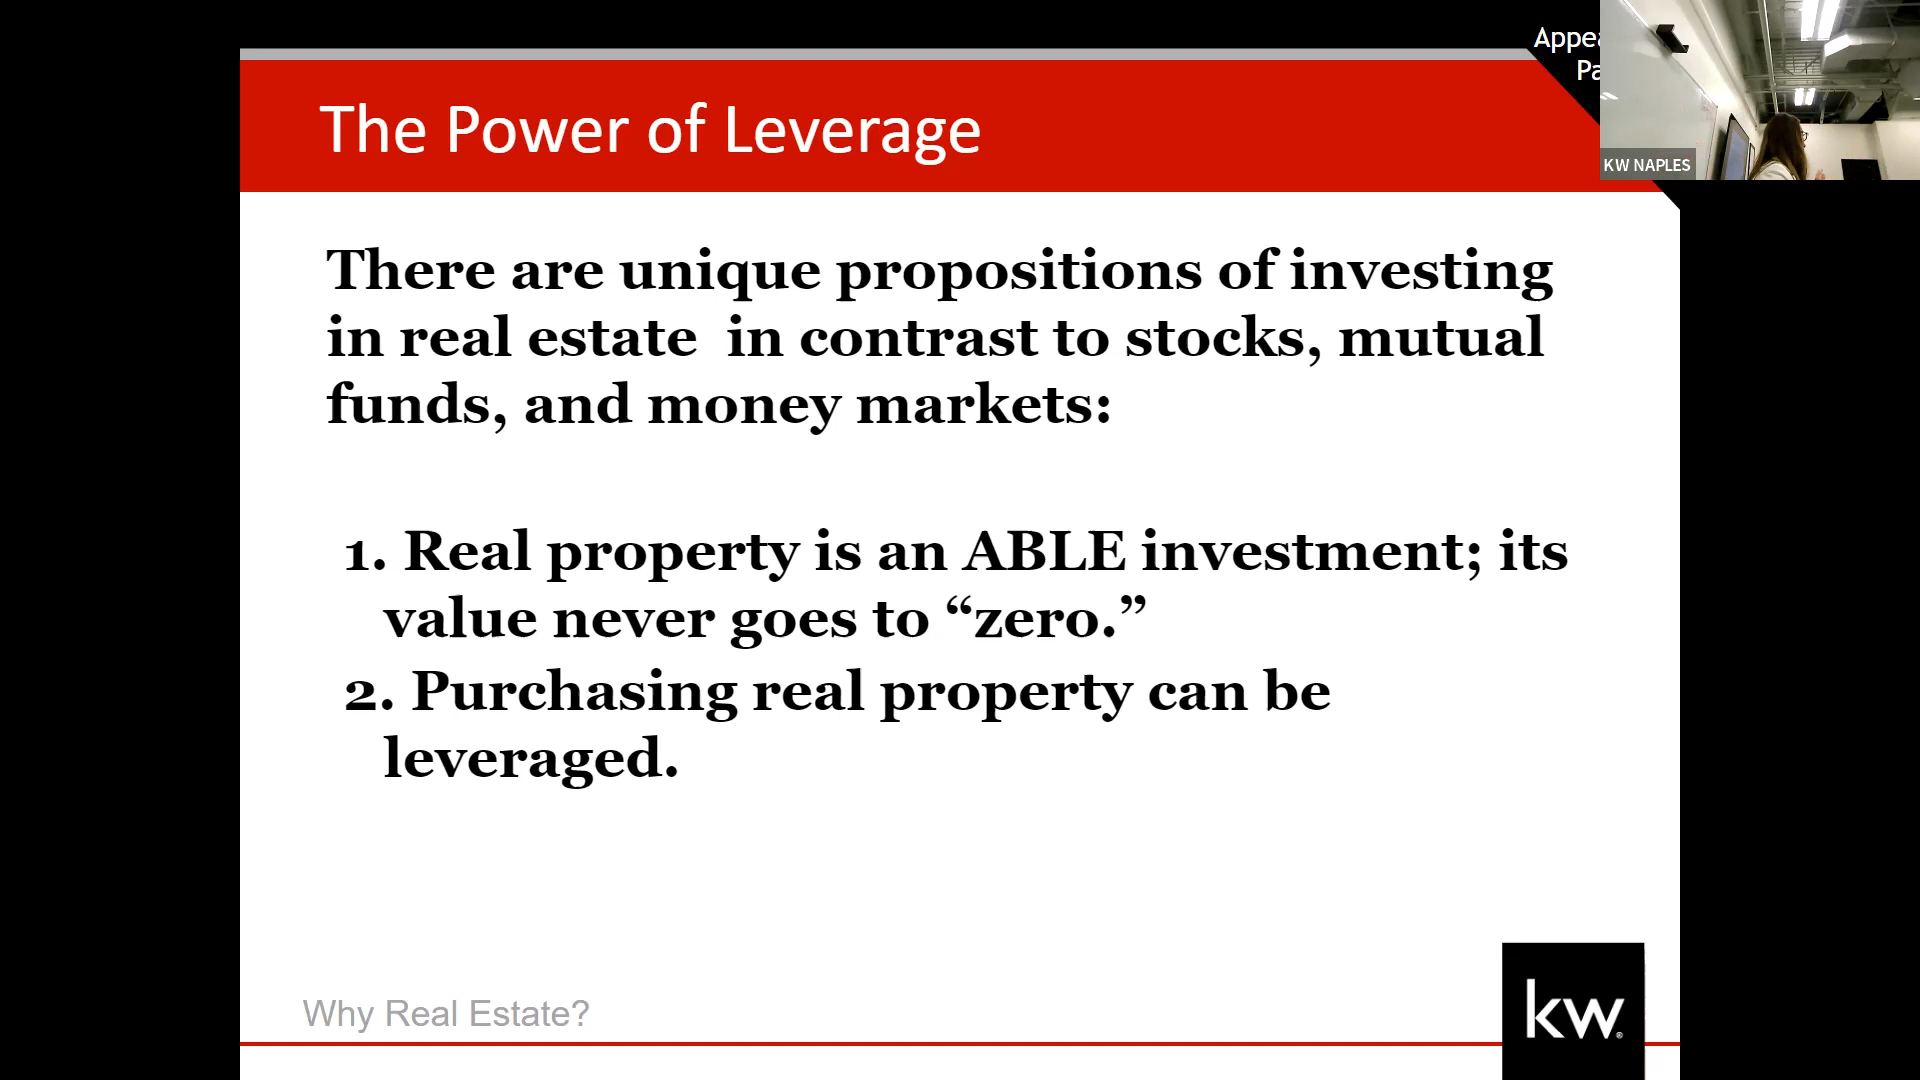 The Power of Leverage
Appea
Pa
KW NAPLES
There are unique propositions of investing
in real estate  in contrast to stocks, mutual
funds, and money markets:
1. Real property is an ABLE investment; its
value never goes to “zero.”
2. Purchasing real property can be
leveraged.
Why Real Estate?
kw®